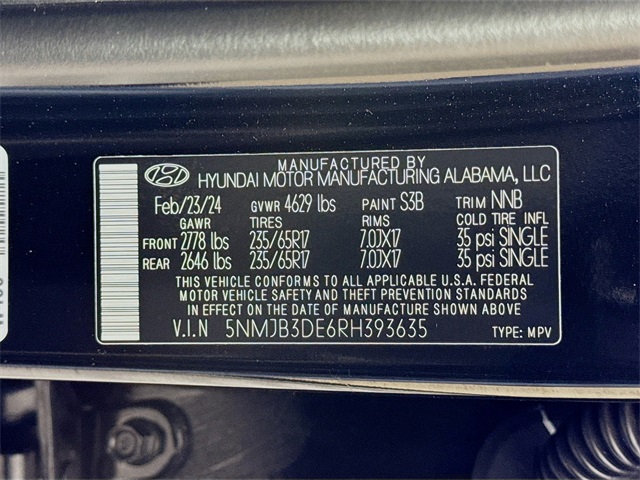 MANUFACTURED BY
HYUNDAI MOTOR MANUFACTURING ALABAMA, LLC
Feb/23/24 GVWR 4629 lbs PAINT S3B TRIM NNB
GAWR TIRES RIMS COLD TIRE INFL
FRONT 2778 lbs 235/65R17 7.0JX17 35 psi SINGLE
REAR 2646 lbs 235/65R17 7.0JX17 35 psi SINGLE
THIS VEHICLE CONFORMS TO ALL APPLICABLE U.S.A. FEDERAL
MOTOR VEHICLE SAFETY AND THEFT PREVENTION STANDARDS
IN EFFECT ON THE DATE OF MANUFACTURE SHOWN ABOVE
V.I.N 5NMJB3DE6RH393635 TYPE: MPV